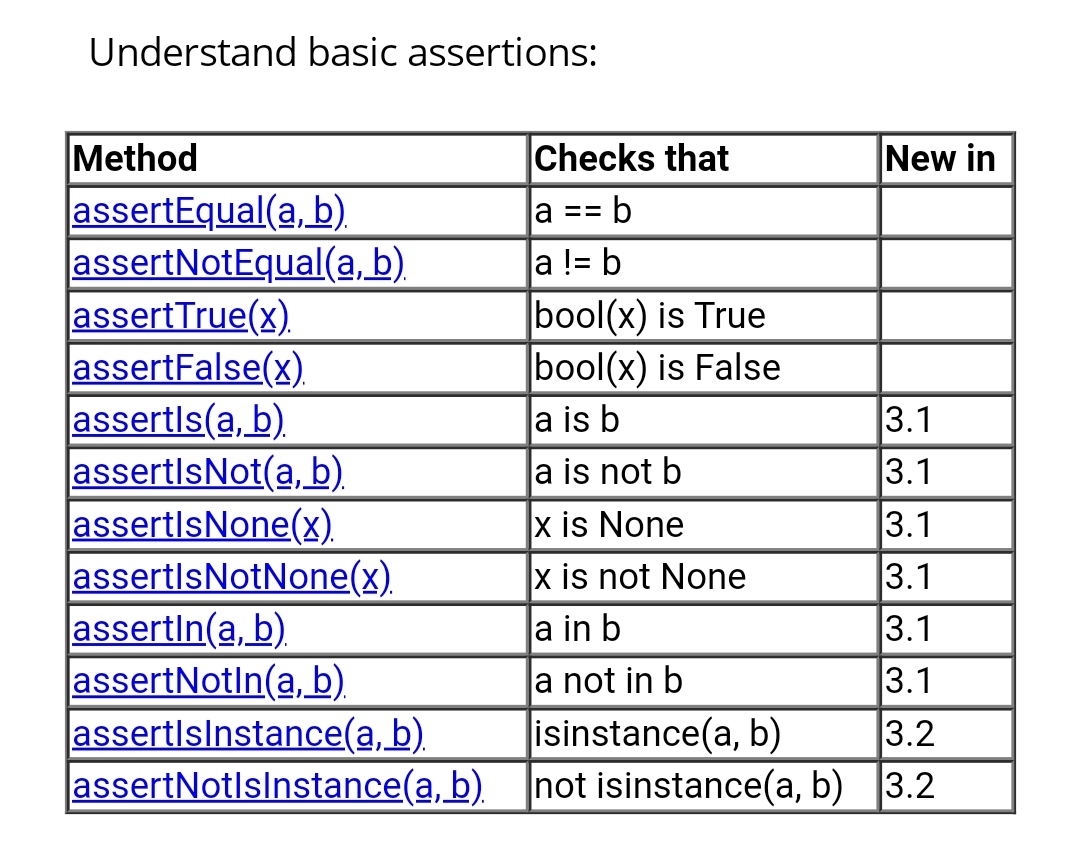 Understand basic assertions:
Method Checks that New in
assertEqual(a, b) a == b
assertNotEqual(a, b) a != b
assertTrue(x) bool(x) is True
assertFalse(x) bool(x) is False
assertIs(a, b) a is b 3.1
assertIsNot(a, b) a is not b 3.1
assertIsNone(x) x is None 3.1
assertIsNotNone(x) x is not None 3.1
assertIn(a, b) a in b 3.1
assertNotIn(a, b) a not in b 3.1
assertIsInstance(a, b) isinstance(a, b) 3.2
assertNotIsInstance(a, b) not isinstance(a, b) 3.2